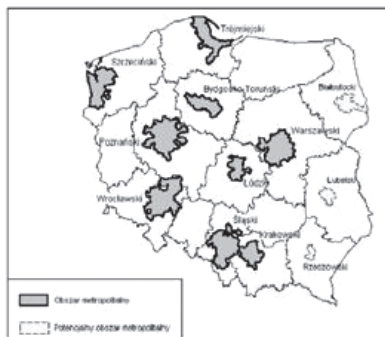 Trójmiejski
Szczeciński
Bydgosko-Toruński
Białostocki
Poznański
Warszawski
Łódzki
Lubelski
Wrocławski
Śląski
Krakowski
Rzeszowski
Obszar metropolitalny
Potencjalny obszar metropolitalny